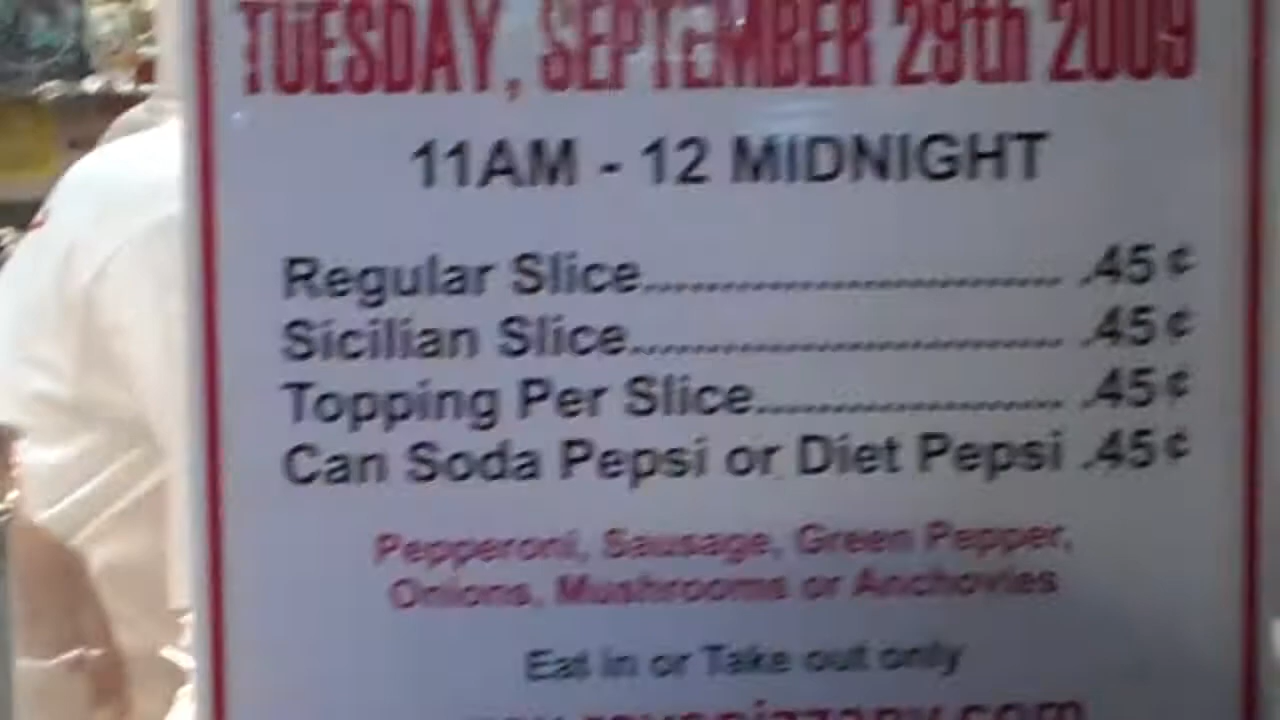 TUESDAY, SEPTEMBER 29th 2009
11AM - 12 MIDNIGHT
Regular Slice........................... .45¢
Sicilian Slice............................ .45¢
Topping Per Slice.................... .45¢
Can Soda Pepsi or Diet Pepsi .45¢
Pepperoni, Sausage, Green Pepper,
Onions, Mushrooms or Anchovies
Eat in or Take out only